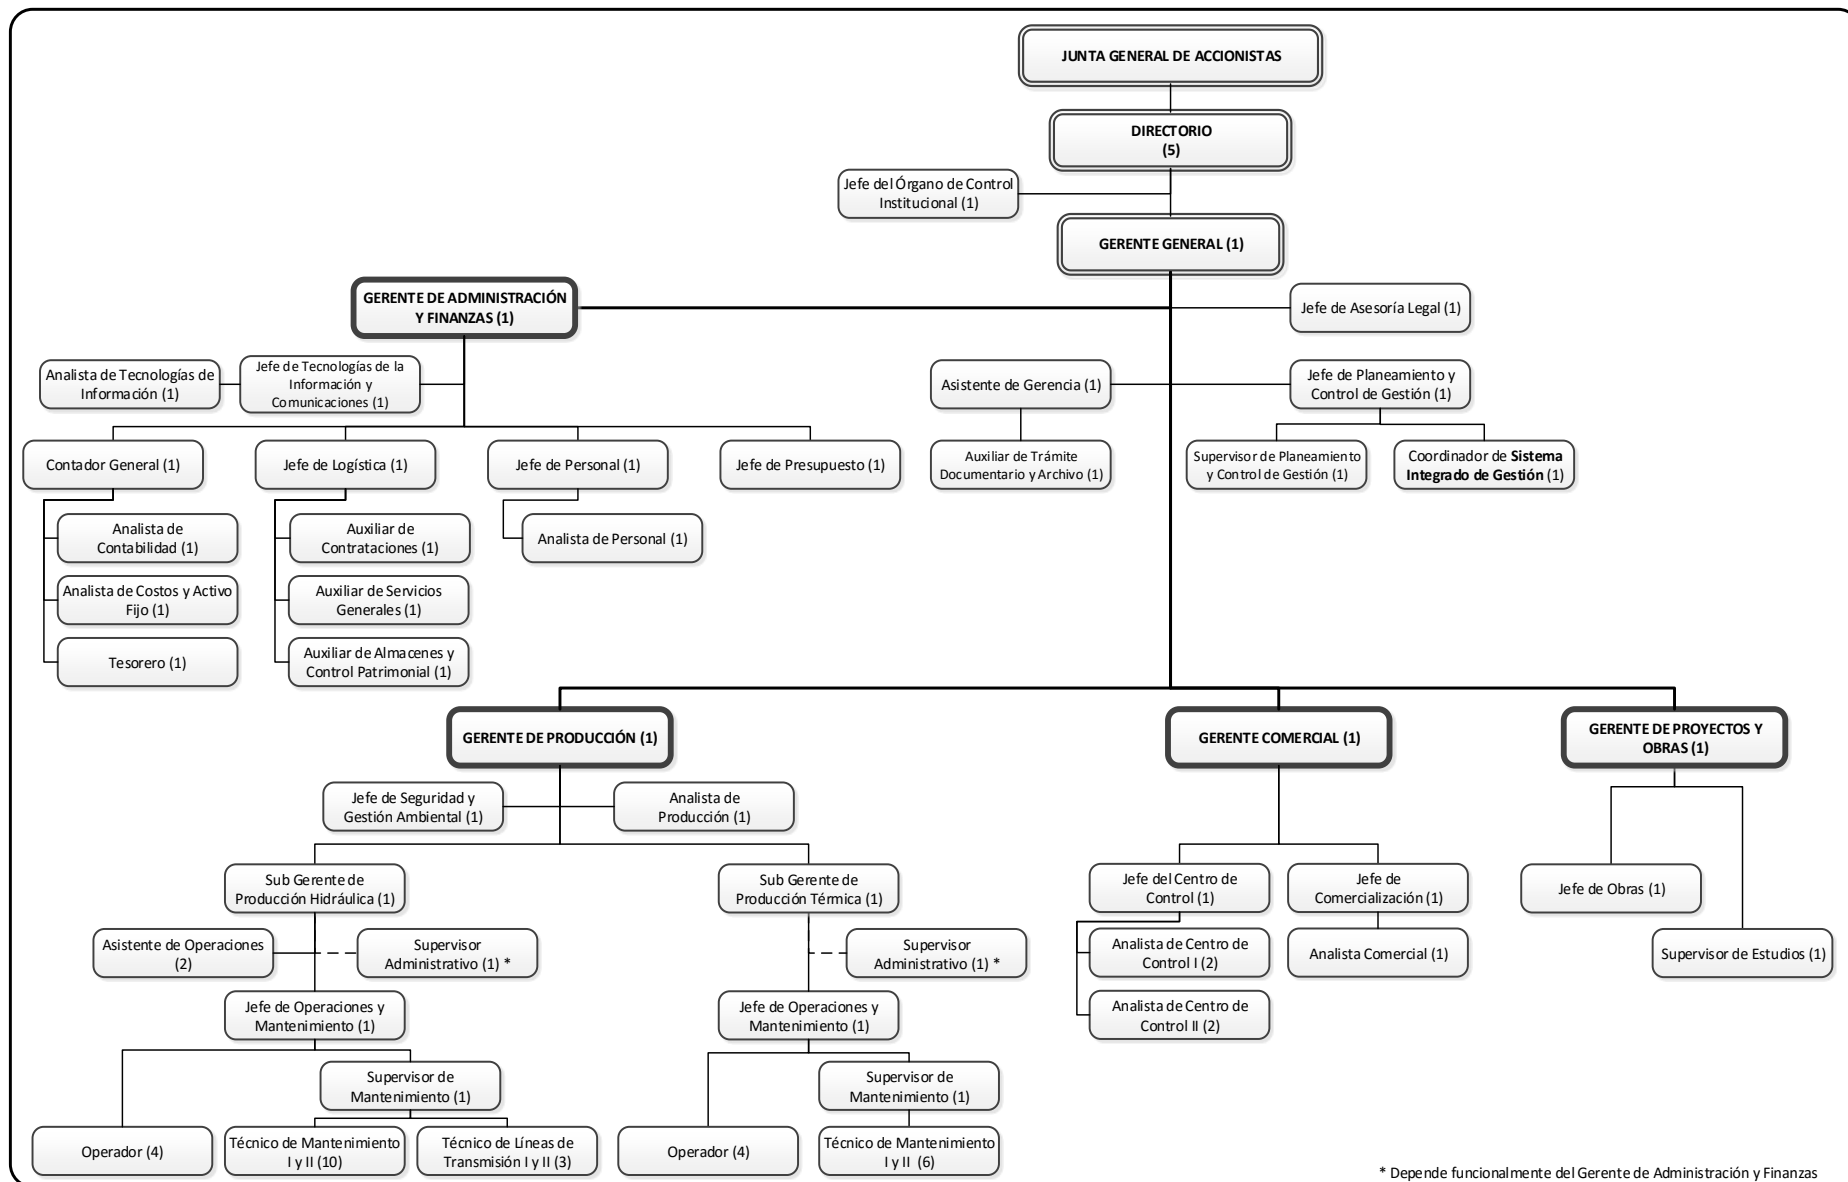 JUNTA GENERAL DE ACCIONISTAS
DIRECTORIO
(5)
Jefe del Órgano de Control
Institucional (1)
GERENTE GENERAL (1)
GERENTE DE ADMINISTRACIÓN
Y FINANZAS (1)
Jefe de Asesoría Legal (1)
Analista de Tecnologías de
Información (1)
Jefe de Tecnologías de la
Información y
Comunicaciones (1)
Asistente de Gerencia (1)
Jefe de Planeamiento y
Control de Gestión (1)
Contador General (1)
Jefe de Logística (1)
Jefe de Personal (1)
Jefe de Presupuesto (1)
Auxiliar de Trámite
Documentario y Archivo (1)
Supervisor de Planeamiento
y Control de Gestión (1)
Coordinador de Sistema
Integrado de Gestión (1)
Analista de
Contabilidad (1)
Auxiliar de
Contrataciones (1)
Analista de Personal (1)
Analista de Costos y Activo
Fijo (1)
Auxiliar de Servicios
Generales (1)
Tesorero (1)
Auxiliar de Almacenes y
Control Patrimonial (1)
GERENTE DE PRODUCCIÓN (1)
GERENTE COMERCIAL (1)
GERENTE DE PROYECTOS Y
OBRAS (1)
Jefe de Seguridad y
Gestión Ambiental (1)
Analista de
Producción (1)
Sub Gerente de
Producción Hidráulica (1)
Sub Gerente de
Producción Térmica (1)
Jefe del Centro de
Control (1)
Jefe de
Comercialización (1)
Jefe de Obras (1)
Asistente de Operaciones
(2)
Supervisor
Administrativo (1) *
Supervisor
Administrativo (1) *
Analista de Centro de
Control I (2)
Analista Comercial (1)
Supervisor de Estudios (1)
Jefe de Operaciones y
Mantenimiento (1)
Jefe de Operaciones y
Mantenimiento (1)
Analista de Centro de
Control II (2)
Supervisor de
Mantenimiento (1)
Supervisor de
Mantenimiento (1)
Operador (4)
Técnico de Mantenimiento
I y II (10)
Técnico de Líneas de
Transmisión I y II (3)
Operador (4)
Técnico de Mantenimiento
I y II (6)
* Depende funcionalmente del Gerente de Administración y Finanzas